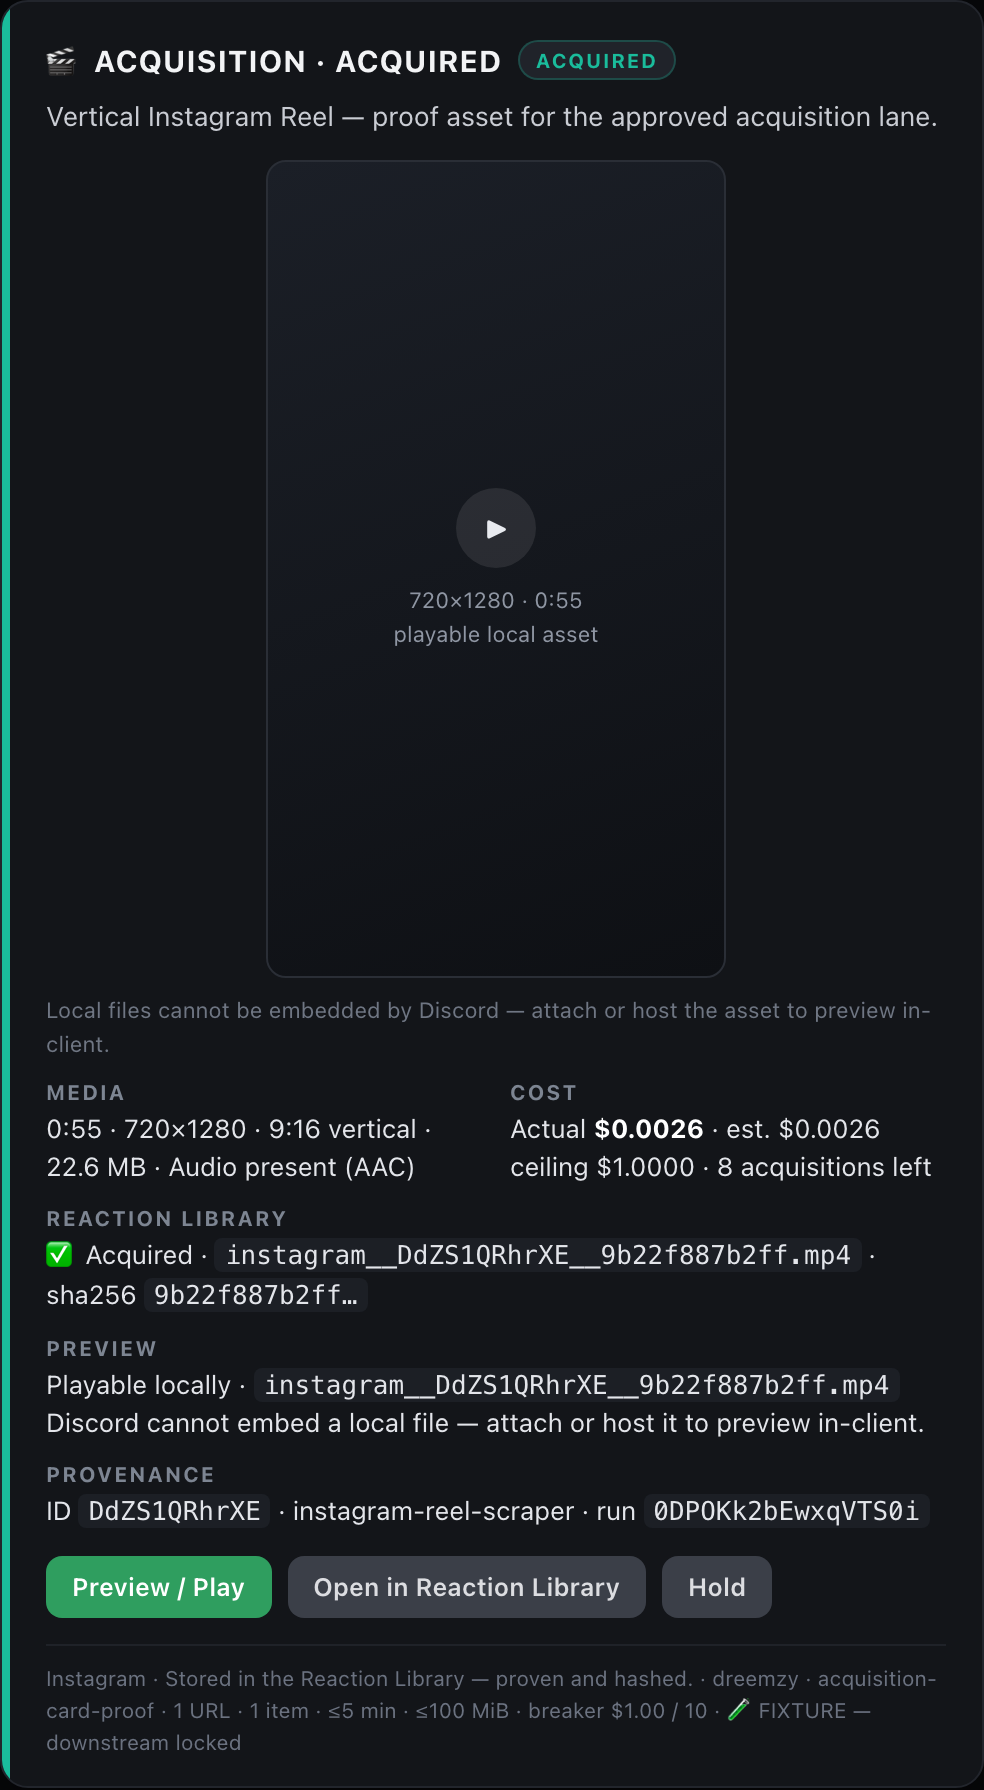 ACQUISITION · ACQUIRED ACQUIRED
Vertical Instagram Reel — proof asset for the approved acquisition lane.
720×1280 · 0:55
playable local asset
Local files cannot be embedded by Discord — attach or host the asset to preview in-
client.
MEDIA
0:55 · 720×1280 · 9:16 vertical ·
22.6 MB · Audio present (AAC)
COST
Actual $0.0026 · est. $0.0026
ceiling $1.0000 · 8 acquisitions left
REACTION LIBRARY
✅ Acquired · instagram__DdZS1QRhrXE__9b22f887b2ff.mp4 ·
sha256 9b22f887b2ff…
PREVIEW
Playable locally · instagram__DdZS1QRhrXE__9b22f887b2ff.mp4
Discord cannot embed a local file — attach or host it to preview in-client.
PROVENANCE
ID DdZS1QRhrXE · instagram-reel-scraper · run 0DPOKk2bEwxqVTS0i
Preview / Play Open in Reaction Library Hold
Instagram · Stored in the Reaction Library — proven and hashed. · dreemzy · acquisition-
card-proof · 1 URL · 1 item · ≤5 min · ≤100 MiB · breaker $1.00 / 10 · FIXTURE —
downstream locked